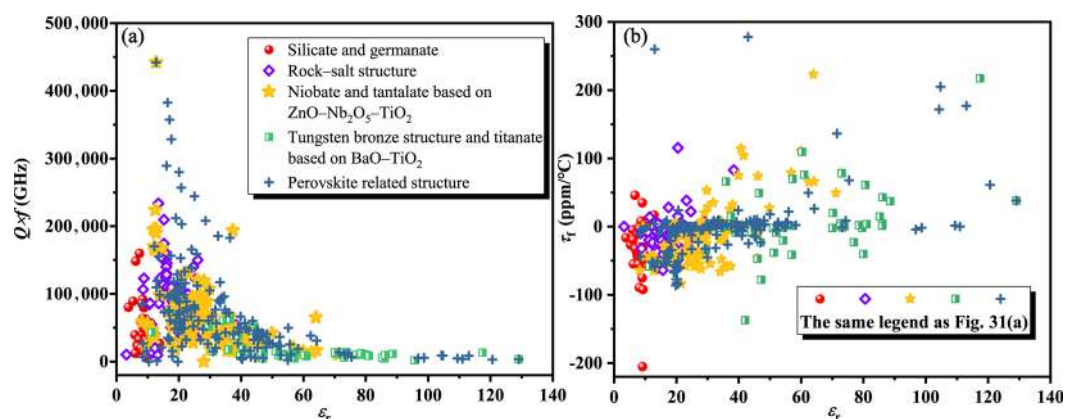 (a)
Silicate and germanate
Rock–salt structure
Niobate and tantalate based on
ZnO–Nb₂O₅–TiO₂
Tungsten bronze structure and titanate
based on BaO–TiO₂
Perovskite related structure
500,000
400,000
300,000
200,000
100,000
0
Q×f (GHz)
0 20 40 60 80 100 120 140
εᵣ
(b)
300
200
100
0
-100
-200
τf (ppm/°C)
The same legend as Fig. 31(a)
0 20 40 60 80 100 120 140
εᵣ